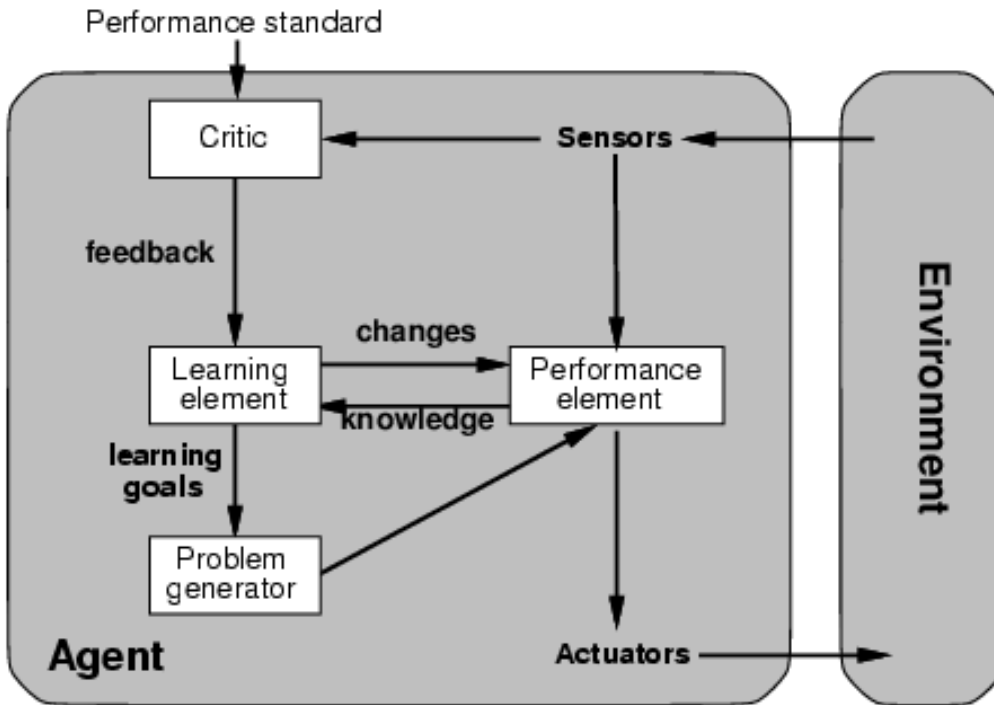 Performance standard
Critic
Sensors
feedback
changes
Learning
element
Performance
element
knowledge
learning
goals
Problem
generator
Agent
Actuators
Environment